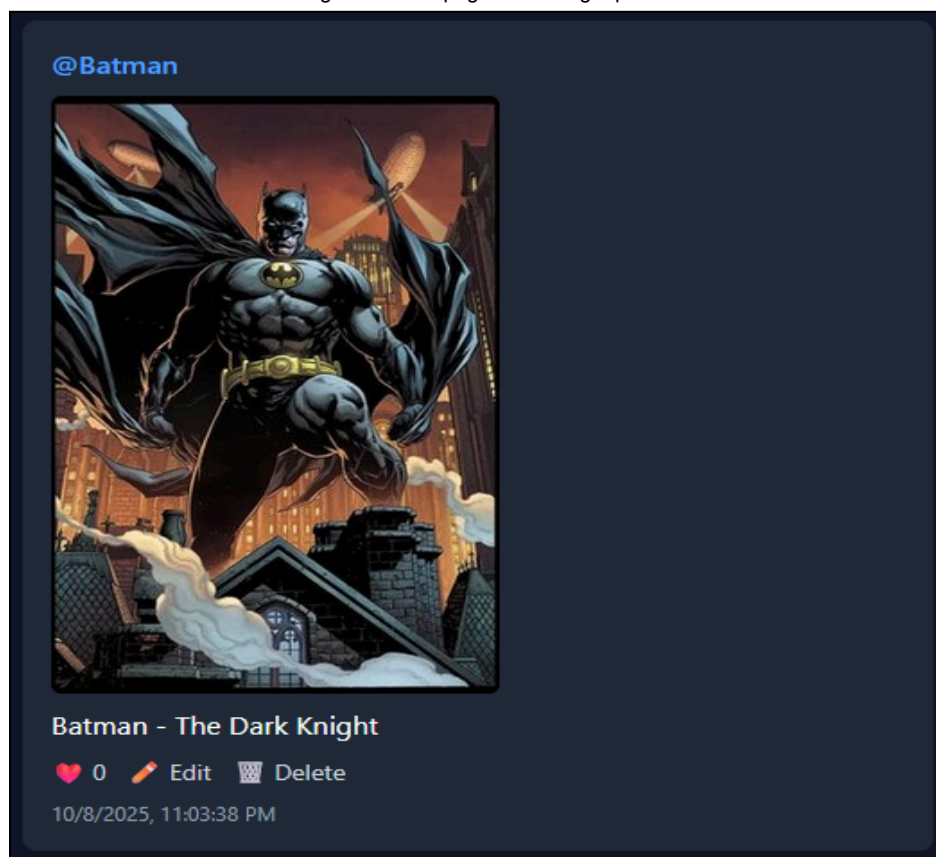 @Batman
Batman - The Dark Knight
❤️ 0 Edit Delete
10/8/2025, 11:03:38 PM